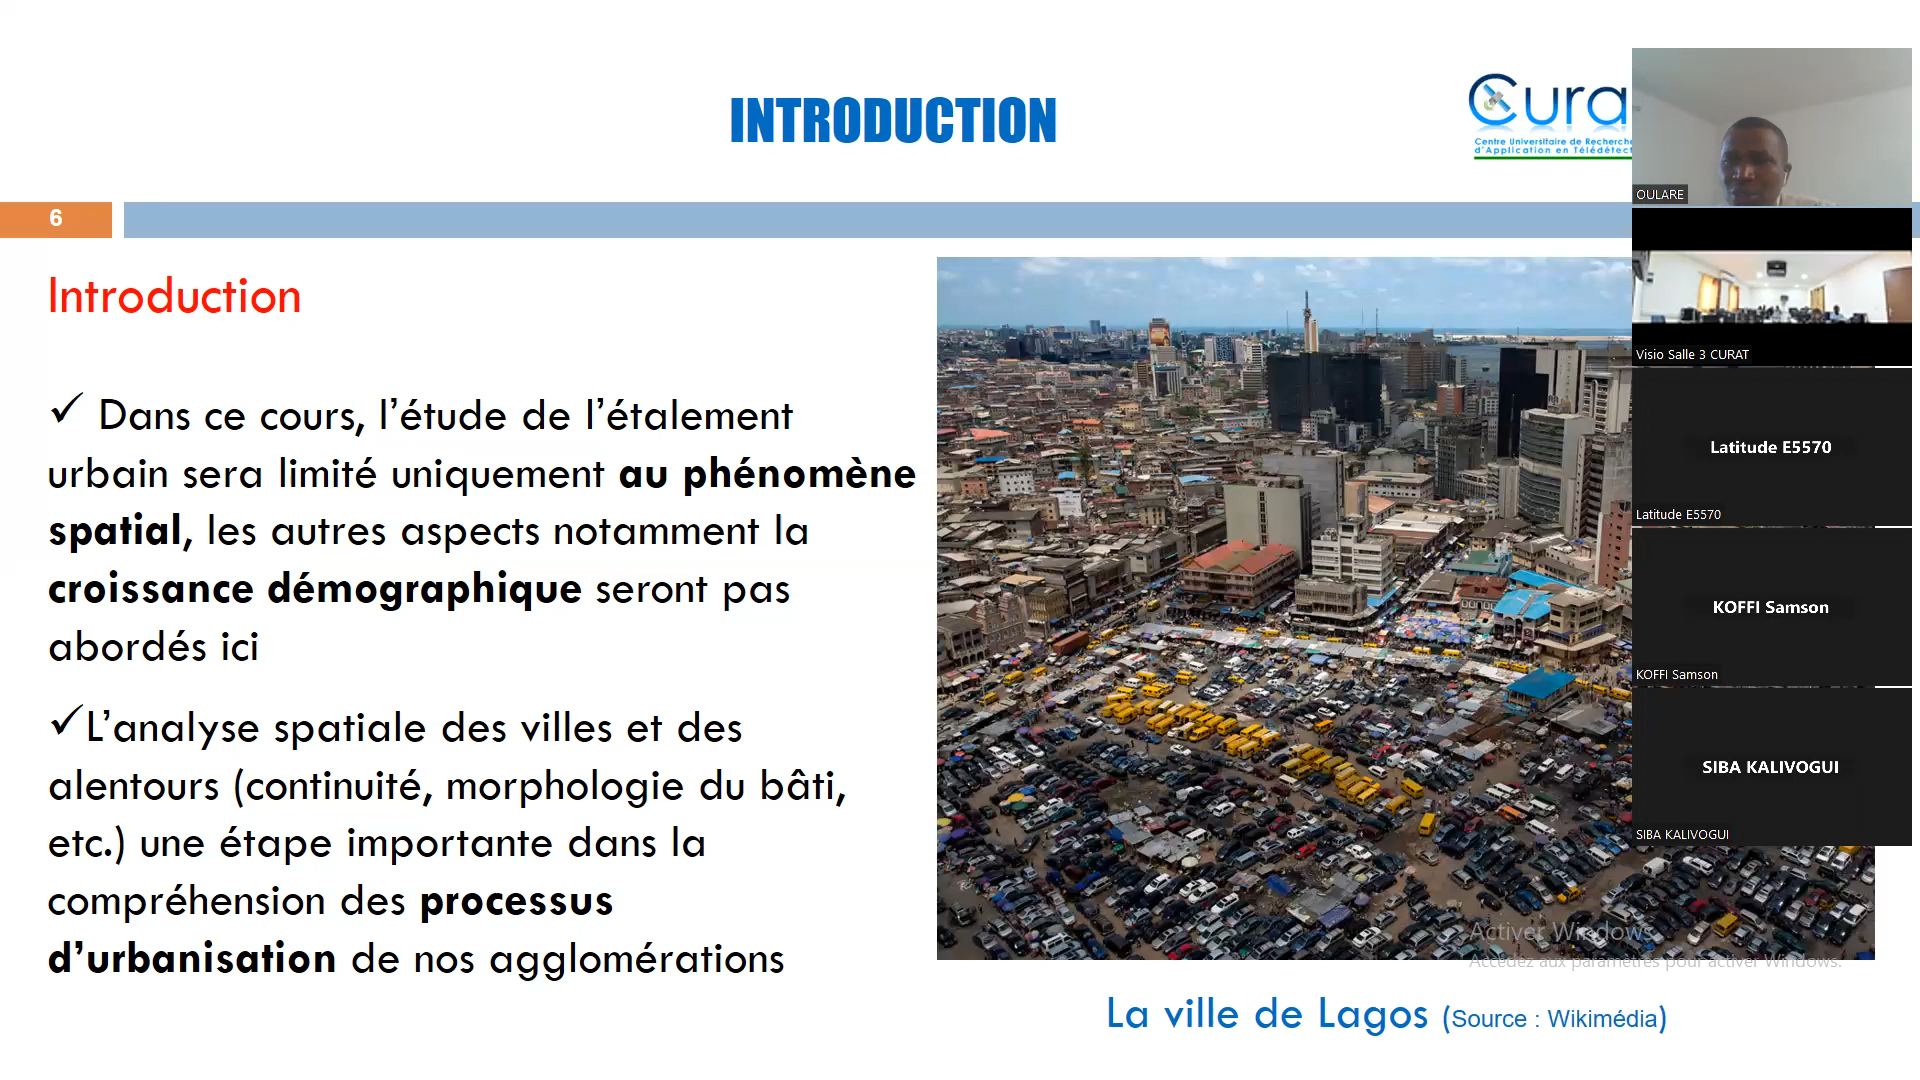 INTRODUCTION
Cura
Centre Universitaire de Recherche
d'Application en Télédétect
6
Introduction
✓ Dans ce cours, l’étude de l’étalement
urbain sera limité uniquement au phénomène
spatial, les autres aspects notamment la
croissance démographique seront pas
abordés ici
✓L’analyse spatiale des villes et des
alentours (continuité, morphologie du bâti,
etc.) une étape importante dans la
compréhension des processus
d’urbanisation de nos agglomérations
La ville de Lagos (Source : Wikimédia)
OULARE
Visio Salle 3 CURAT
Latitude E5570
Latitude E5570
KOFFI Samson
KOFFI Samson
SIBA KALIVOGUI
SIBA KALIVOGUI
Activer Windows
Accédez aux paramètres pour activer Windows.